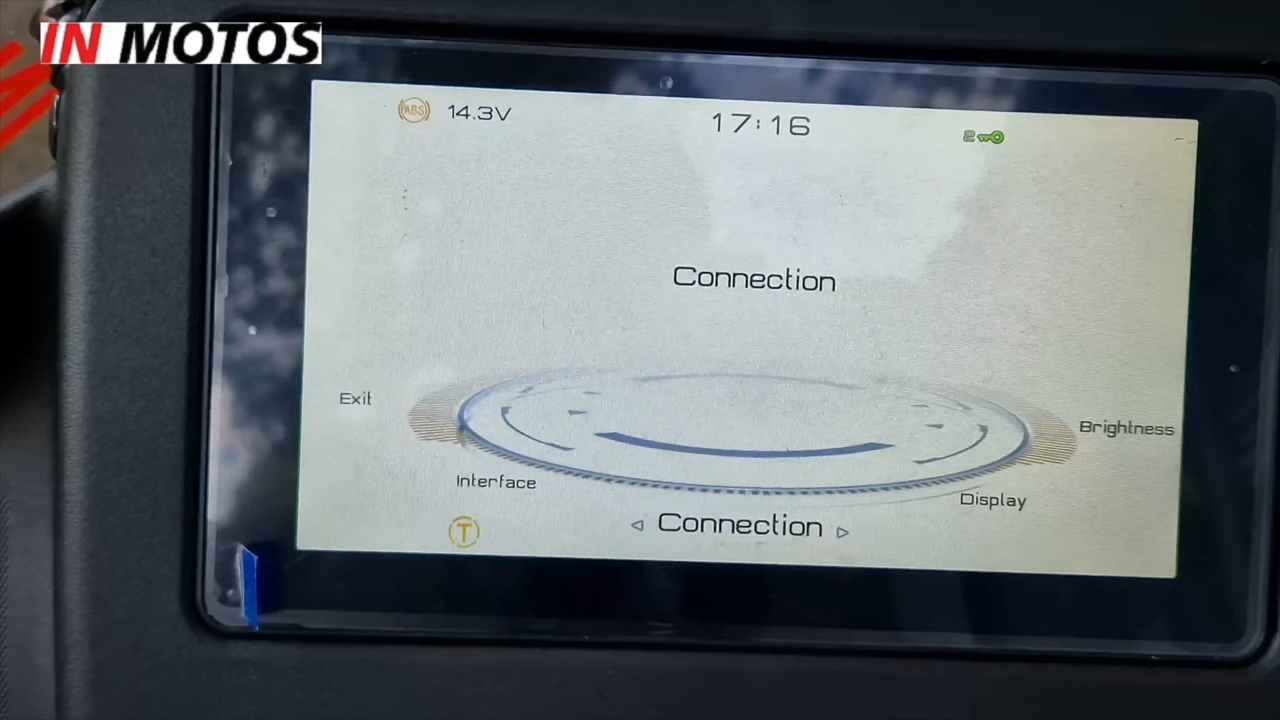 IN MOTOS
ABS 14.3V 17:16 2
Connection
Exit
Brightness
Interface
Display
Connection
T